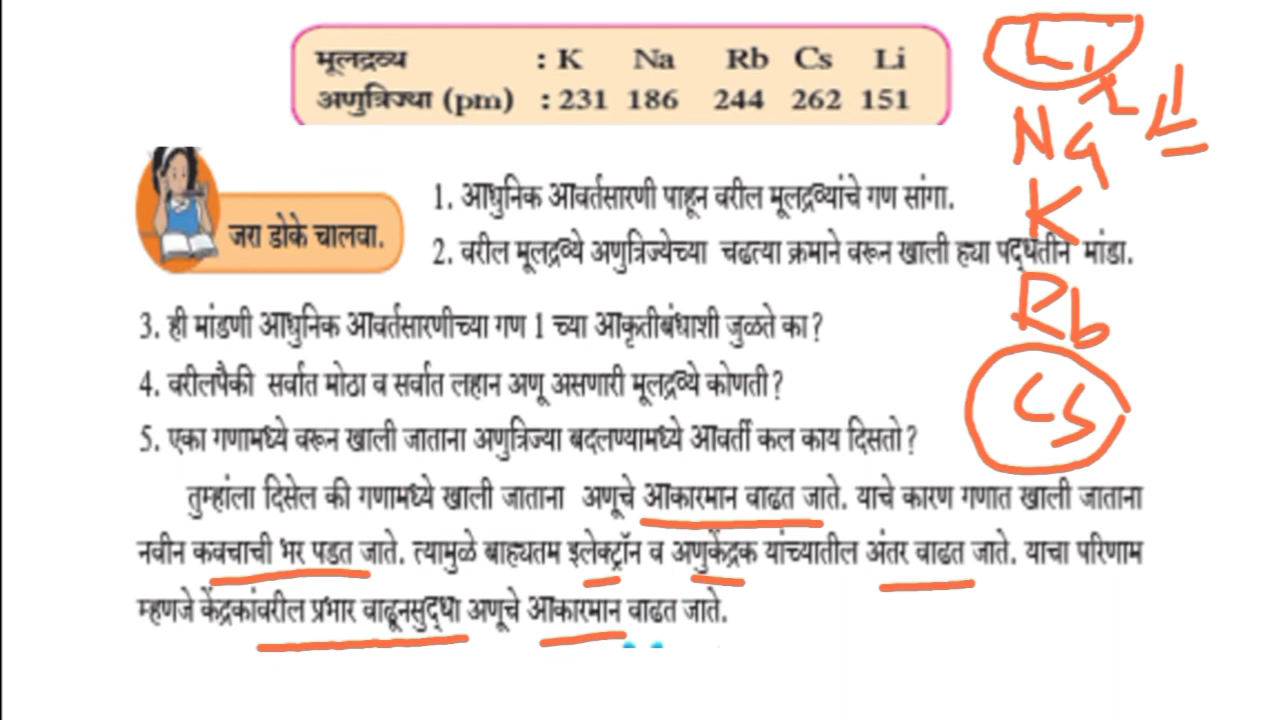 मूलद्रव्य : K Na Rb Cs Li
अणुत्रिज्या (pm) : 231 186 244 262 151
Li
Na
K
Rb
Cs
जरा डोके चालवा.
1. आधुनिक आवर्तसारणी पाहून वरील मूलद्रव्यांचे गण सांगा.
2. वरील मूलद्रव्ये अणुत्रिज्येच्या चढत्या क्रमाने वरून खाली ह्या पद्धतीने मांडा.
3. ही मांडणी आधुनिक आवर्तसारणीच्या गण 1 च्या आकृतीबंधाशी जुळते का?
4. वरीलपैकी सर्वात मोठा व सर्वात लहान अणू असणारी मूलद्रव्ये कोणती?
5. एका गणामध्ये वरून खाली जाताना अणुत्रिज्या बदलण्यामध्ये आवर्ती कल काय दिसतो?
तुम्हांला दिसेल की गणामध्ये खाली जाताना अणूचे आकारमान वाढत जाते. याचे कारण गणात खाली जाताना
नवीन कवचाची भर पडत जाते. त्यामुळे बाह्यतम इलेक्ट्रॉन व अणुकेंद्रक यांच्यातील अंतर वाढत जाते. याचा परिणाम
म्हणजे केंद्रकांवरील प्रभार वाढूनसुद्धा अणूचे आकारमान वाढत जाते.